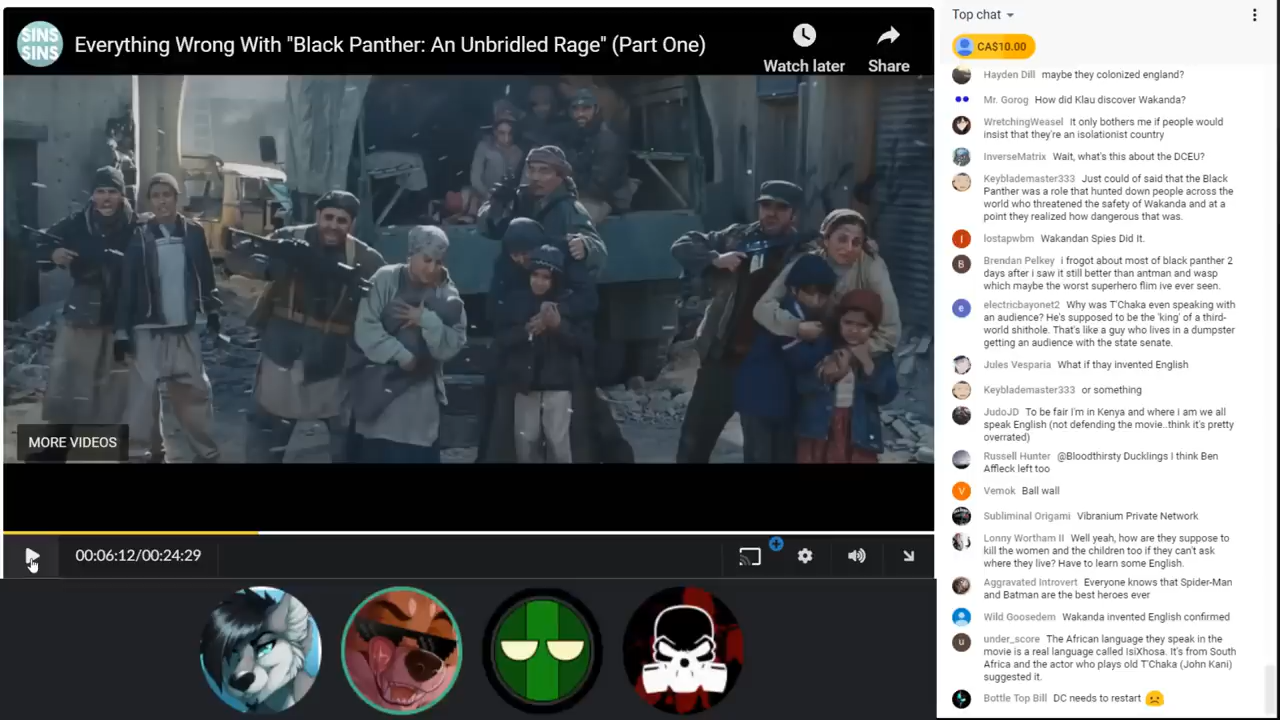 SINS
SINS
Everything Wrong With "Black Panther: An Unbridled Rage" (Part One)
Watch later
Share
MORE VIDEOS
00:06:12/00:24:29
Top chat
CA$10.00
Hayden Dill maybe they colonized england?
Mr. Gorog How did Klau discover Wakanda?
WretchingWeasel It only bothers me if people would
insist that they're an isolationist country
InverseMatrix Wait, what's this about the DCEU?
Keyblademaster333 Just could of said that the Black
Panther was a role that hunted down people across the
world who threatened the safety of Wakanda and at a
point they realized how dangerous that was.
I
lostapwbm Wakandan Spies Did It.
B
Brendan Pelkey i frogot about most of black panther 2
days after i saw it still better than antman and wasp
which maybe the worst superhero flim ive ever seen.
e
electricbayonet2 Why was T'Chaka even speaking with
an audience? He's supposed to be the 'king' of a third-
world shithole. That's like a guy who lives in a dumpster
getting an audience with the state senate.
Jules Vesparia What if thay invented English
Keyblademaster333 or something
JudoJD To be fair I'm in Kenya and where i am we all
speak English (not defending the movie..think it's pretty
overrated)
Russell Hunter @Bloodthirsty Ducklings I think Ben
Affleck left too
V
Vemok Ball wall
Subliminal Origami Vibranium Private Network
Lonny Wortham II Well yeah, how are they suppose to
kill the women and the children too if they can't ask
where they live? Have to learn some English.
Aggravated Introvert Everyone knows that Spider-Man
and Batman are the best heroes ever
Wild Goosedem Wakanda invented English confirmed
u
under_score The African language they speak in the
movie is a real language called IsiXhosa. It's from South
Africa and the actor who plays old T'Chaka (John Kani)
suggested it.
Bottle Top Bill DC needs to restart